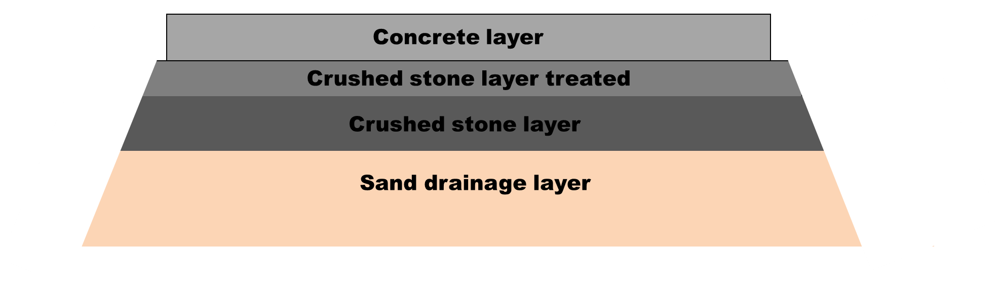 Concrete layer
Crushed stone layer treated
Crushed stone layer
Sand drainage layer